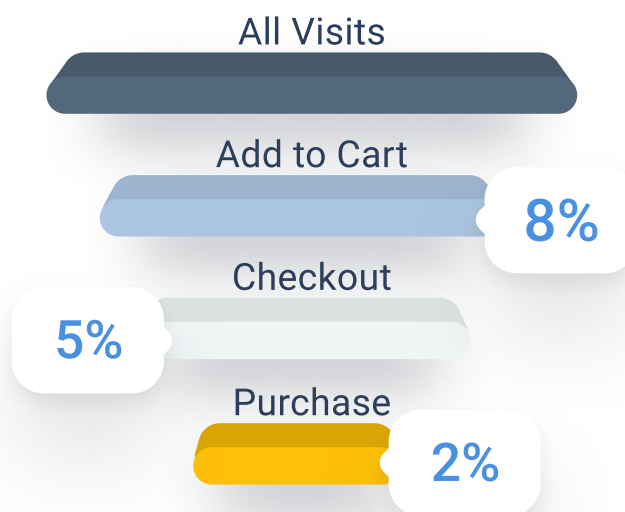 All Visits
Add to Cart
8%
Checkout
5%
Purchase
2%